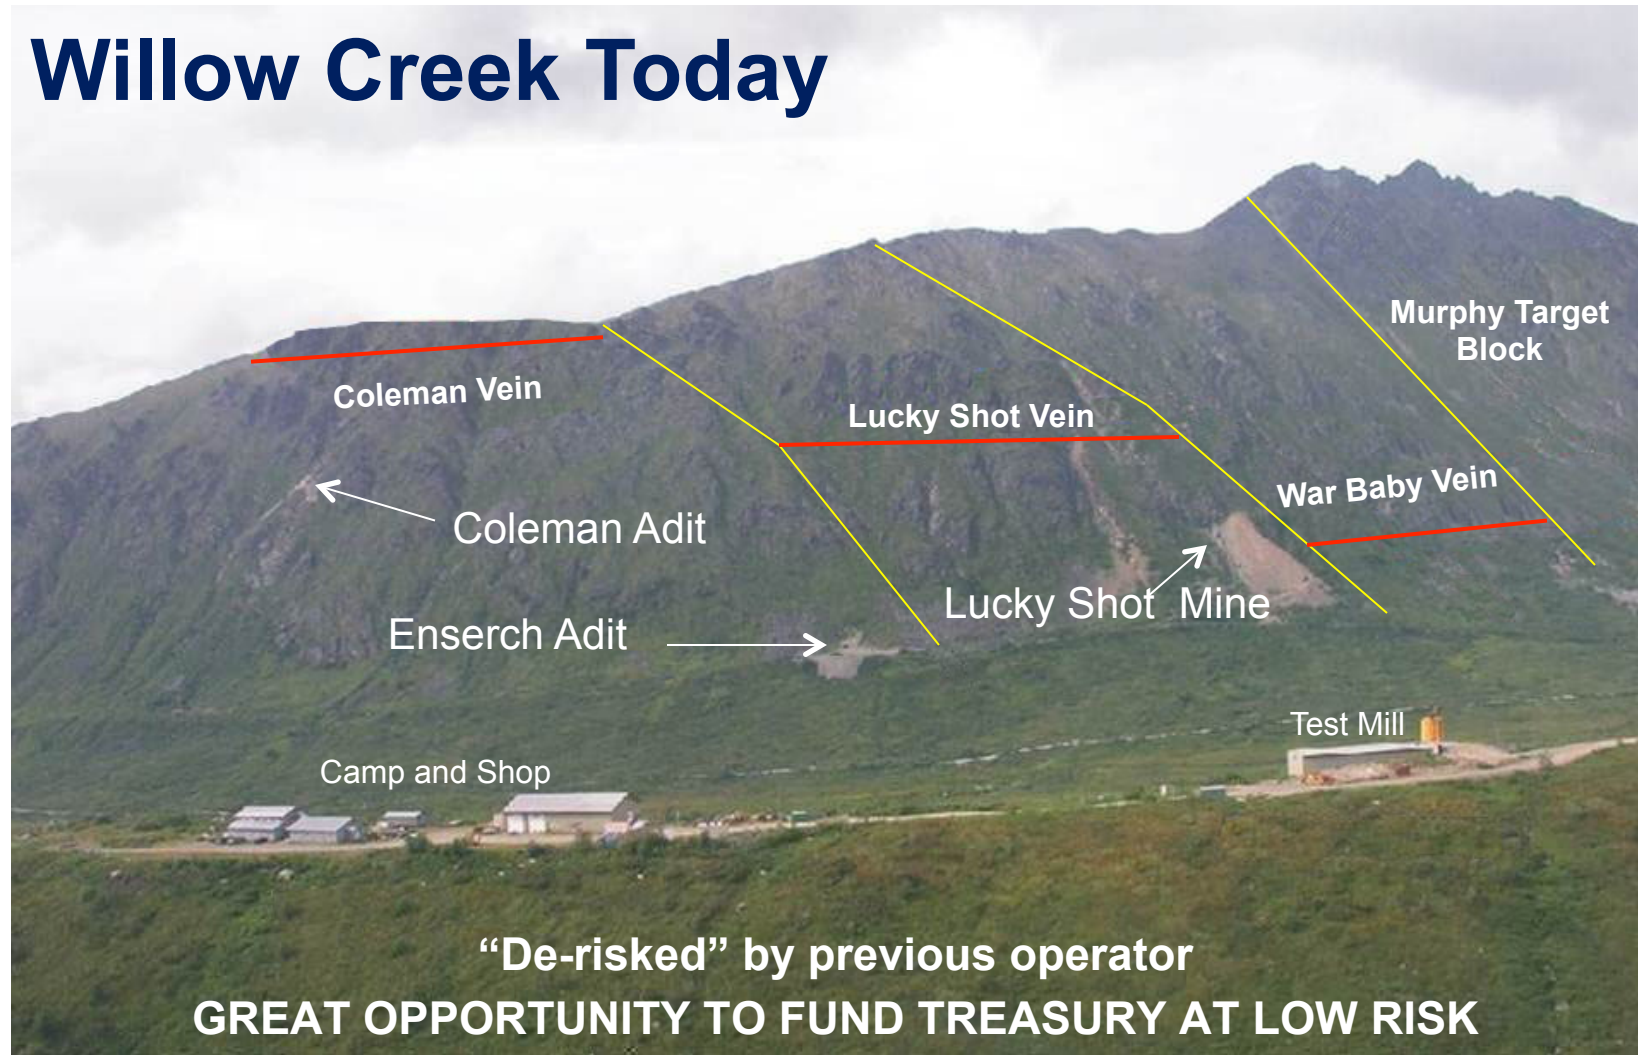 Willow Creek Today
Murphy Target
Block
Coleman Vein
Lucky Shot Vein
War Baby Vein
Coleman Adit
Lucky Shot Mine
Enserch Adit
Test Mill
Camp and Shop
“De-risked” by previous operator
GREAT OPPORTUNITY TO FUND TREASURY AT LOW RISK